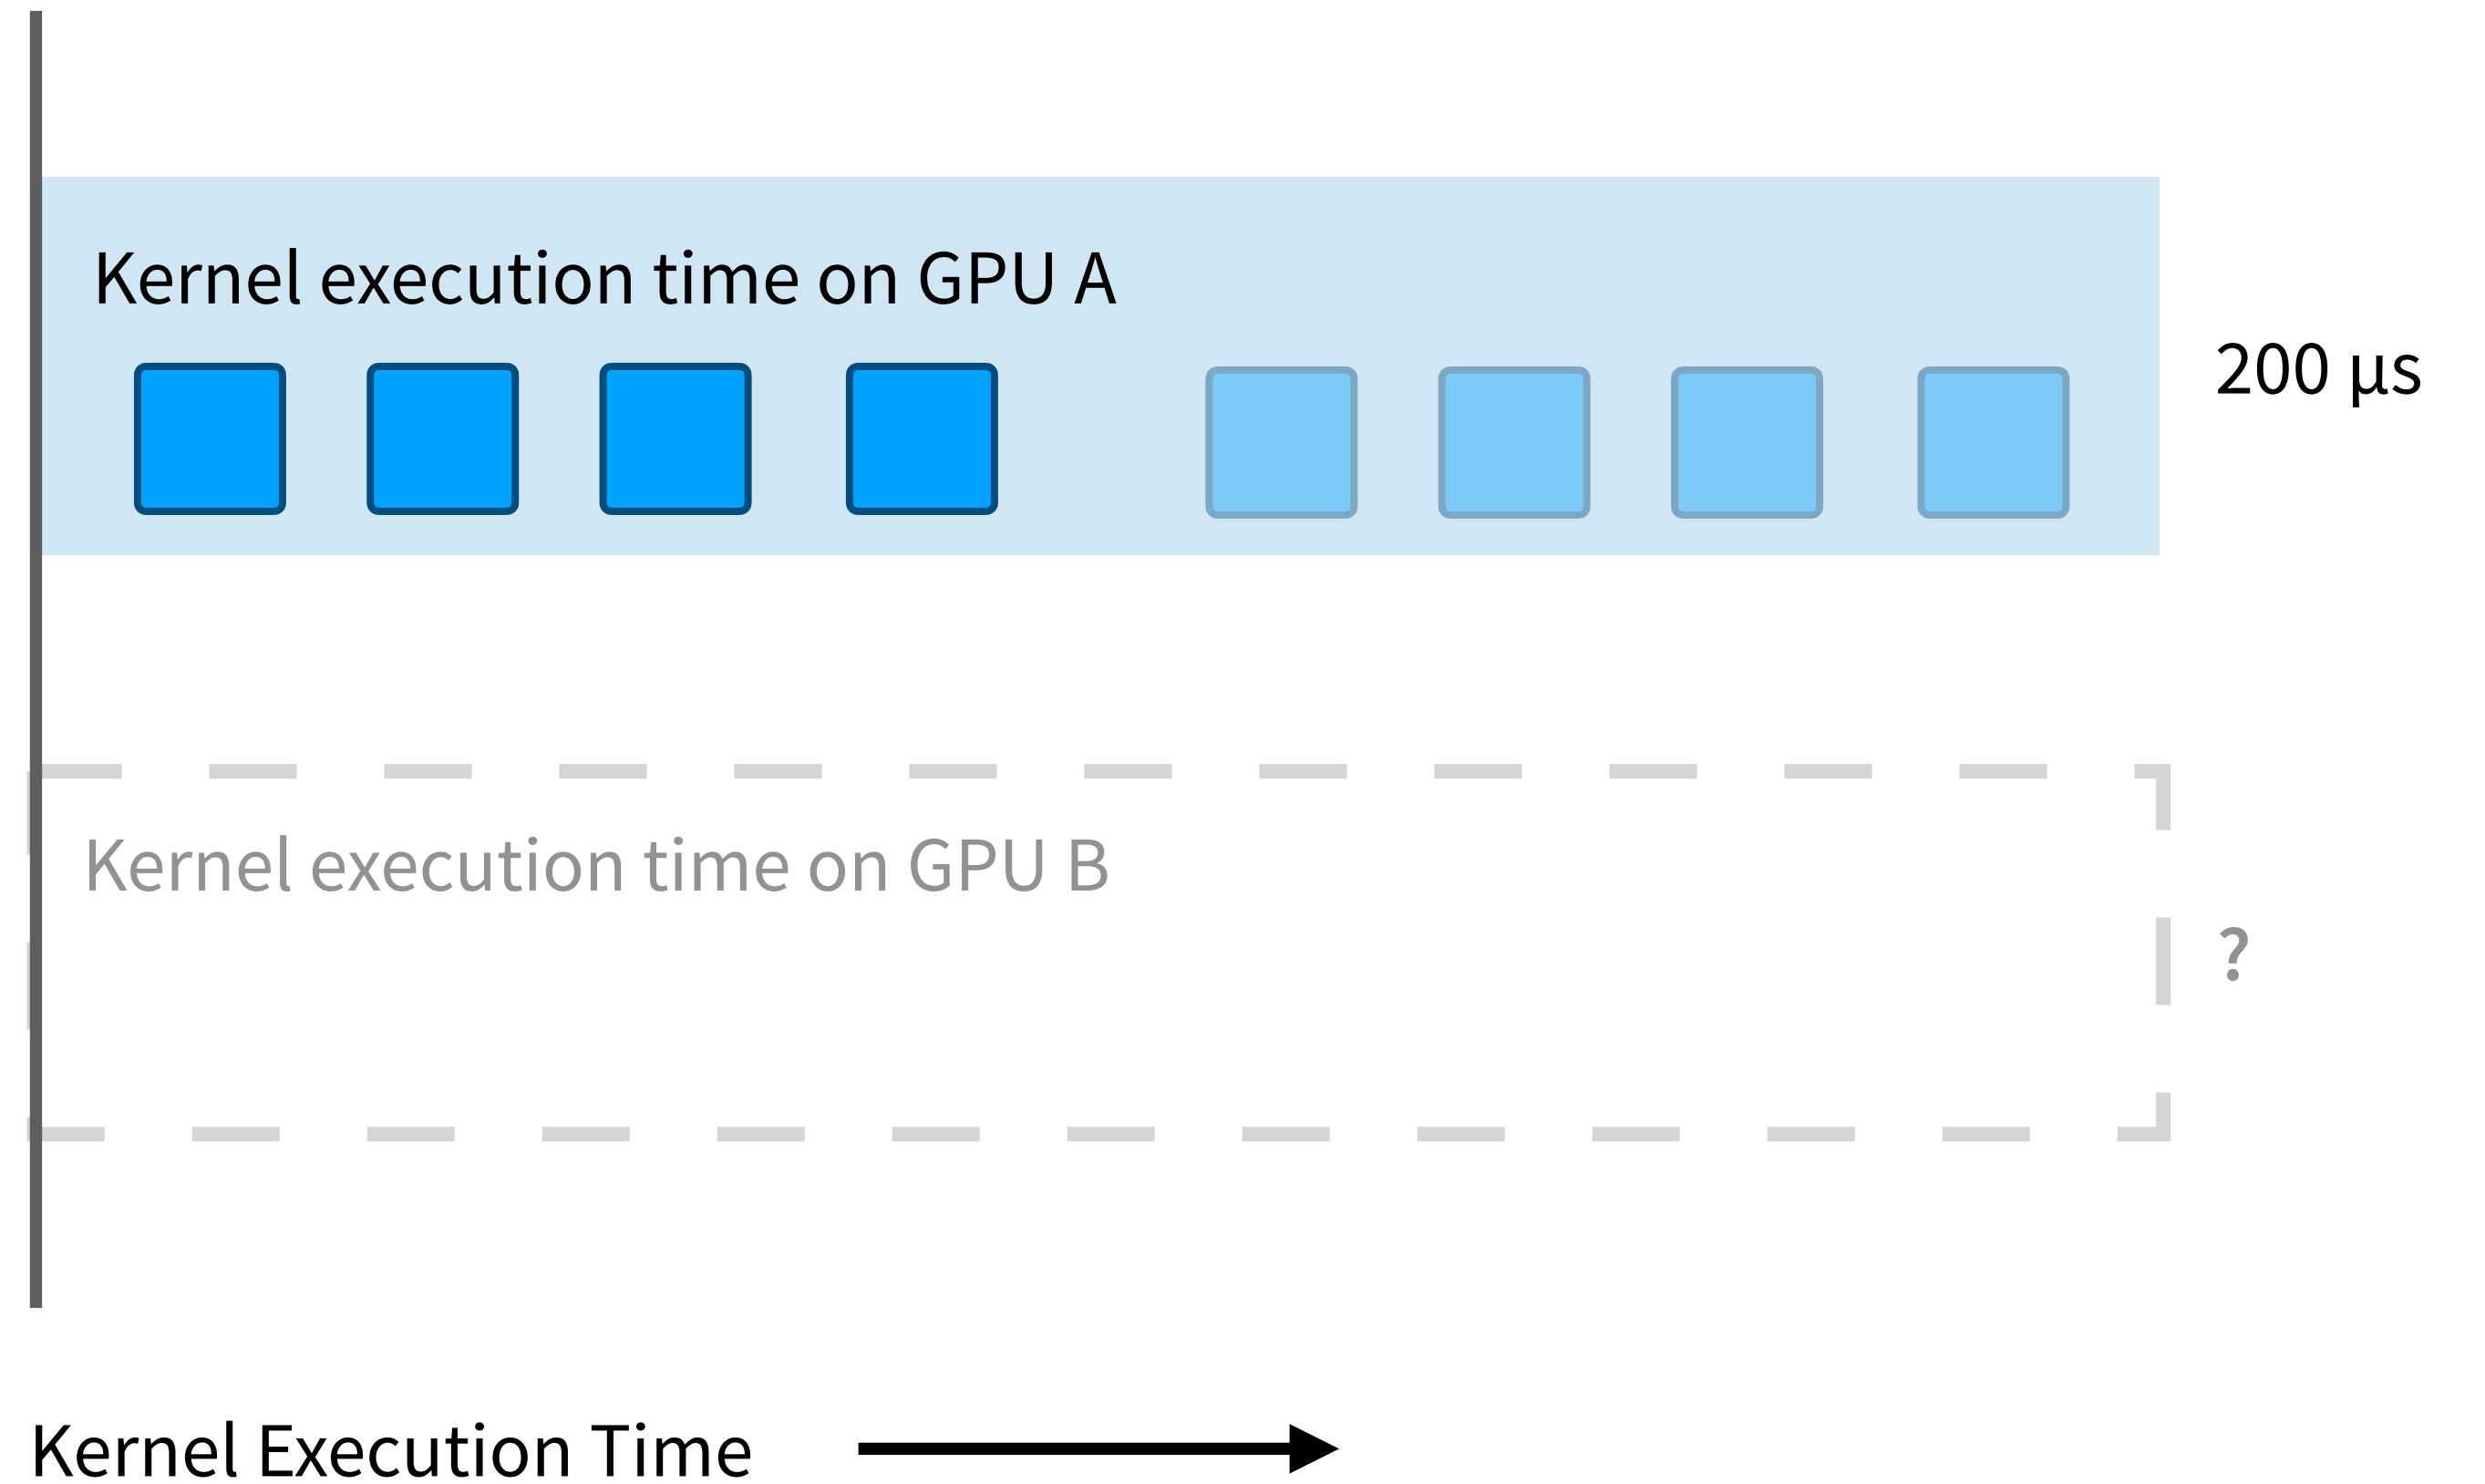 Kernel execution time on GPU A
200 µs
Kernel execution time on GPU B
?
Kernel Execution Time